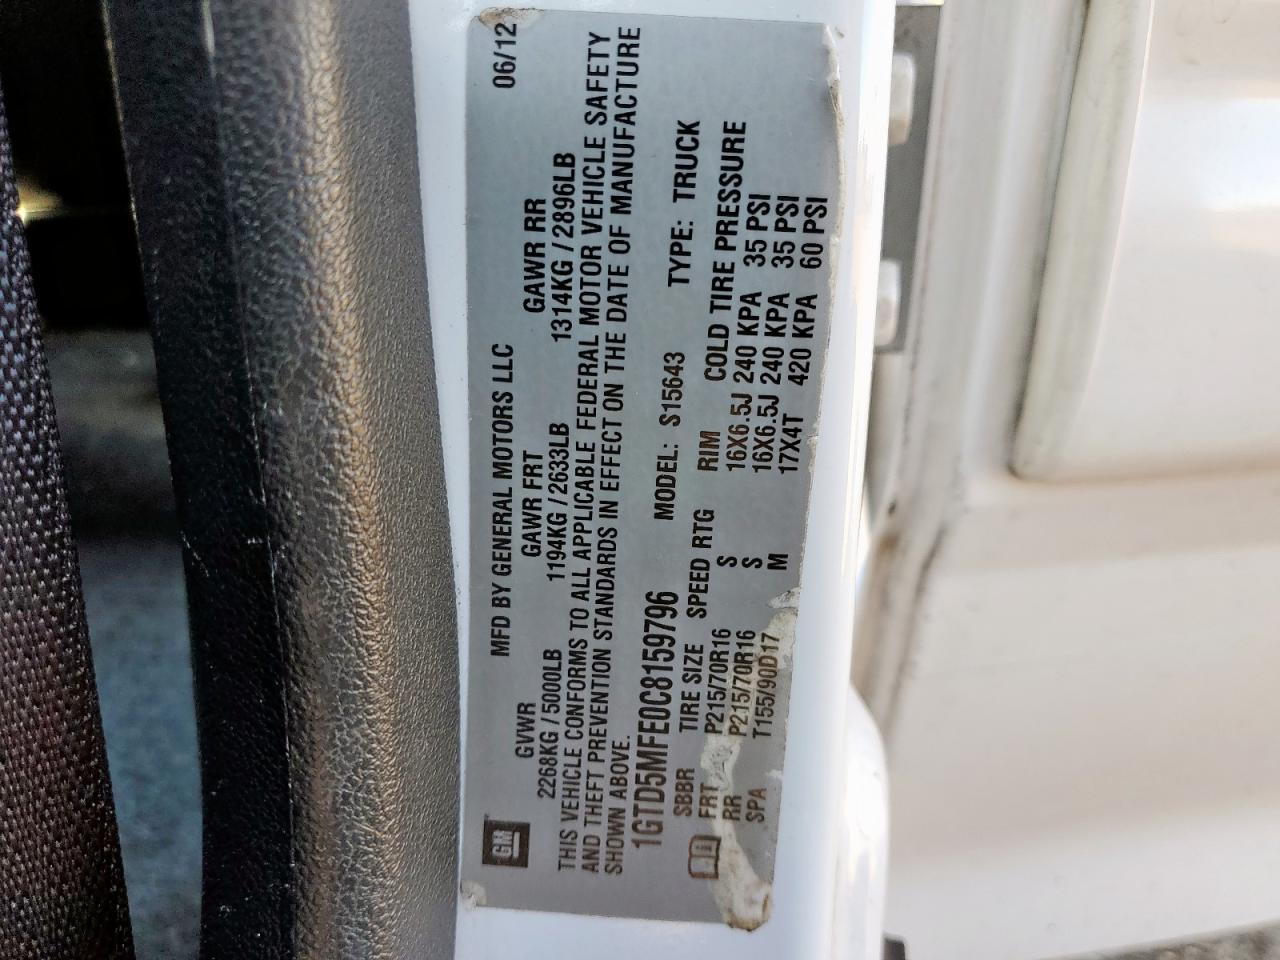 GM
MFD BY GENERAL MOTORS LLC 06/12
GVWR GAWR FRT GAWR RR
2268KG / 5000LB 1194KG / 2633LB 1314KG / 2896LB
THIS VEHICLE CONFORMS TO ALL APPLICABLE FEDERAL MOTOR VEHICLE SAFETY
AND THEFT PREVENTION STANDARDS IN EFFECT ON THE DATE OF MANUFACTURE
SHOWN ABOVE.
1GTD5MFE0C8159796 MODEL: S15643 TYPE: TRUCK
SBBR TIRE SIZE SPEED RTG RIM COLD TIRE PRESSURE
FRT P215/70R16 S 16X6.5J 240 KPA 35 PSI
RR P215/70R16 S 16X6.5J 240 KPA 35 PSI
SPA T155/90D17 M 17X4T 420 KPA 60 PSI